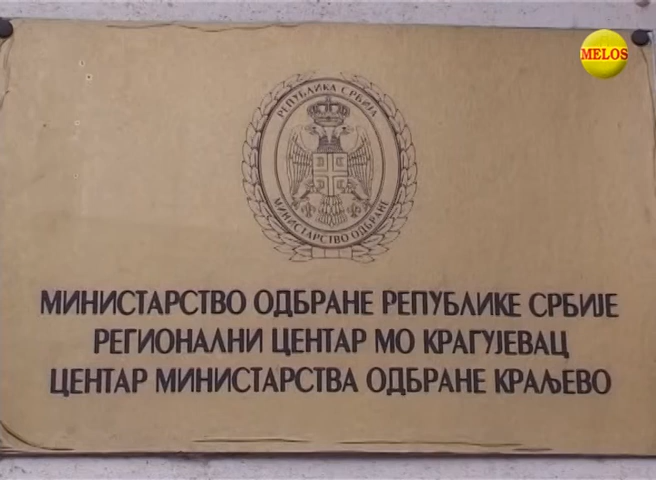 MELOS
РЕПУБЛИКА СРБИЈА
МИНИСТАРСТВО ОДБРАНЕ
МИНИСТАРСТВО ОДБРАНЕ РЕПУБЛИКЕ СРБИЈЕ
РЕГИОНАЛНИ ЦЕНТАР МО КРАГУЈЕВАЦ
ЦЕНТАР МИНИСТАРСТВА ОДБРАНЕ КРАЉЕВО